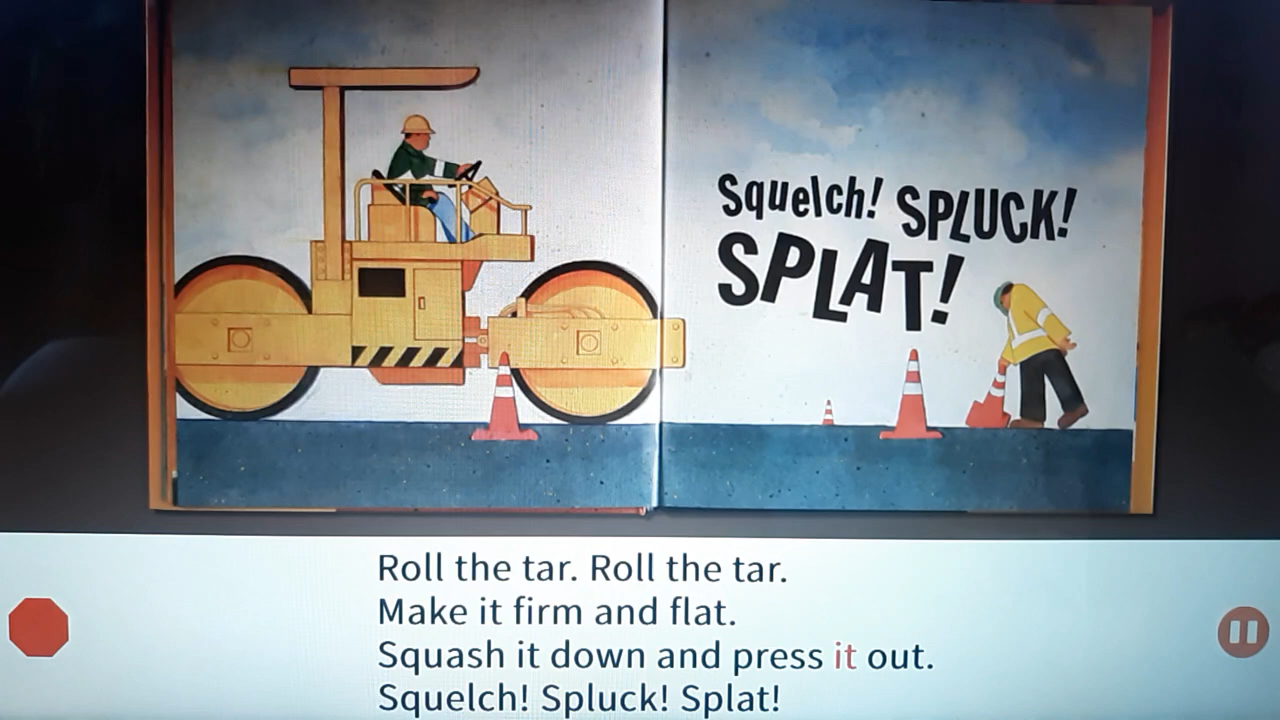 Squelch! SPLUCK!
SPLAT!
Roll the tar. Roll the tar.
Make it firm and flat.
Squash it down and press it out.
Squelch! Spluck! Splat!